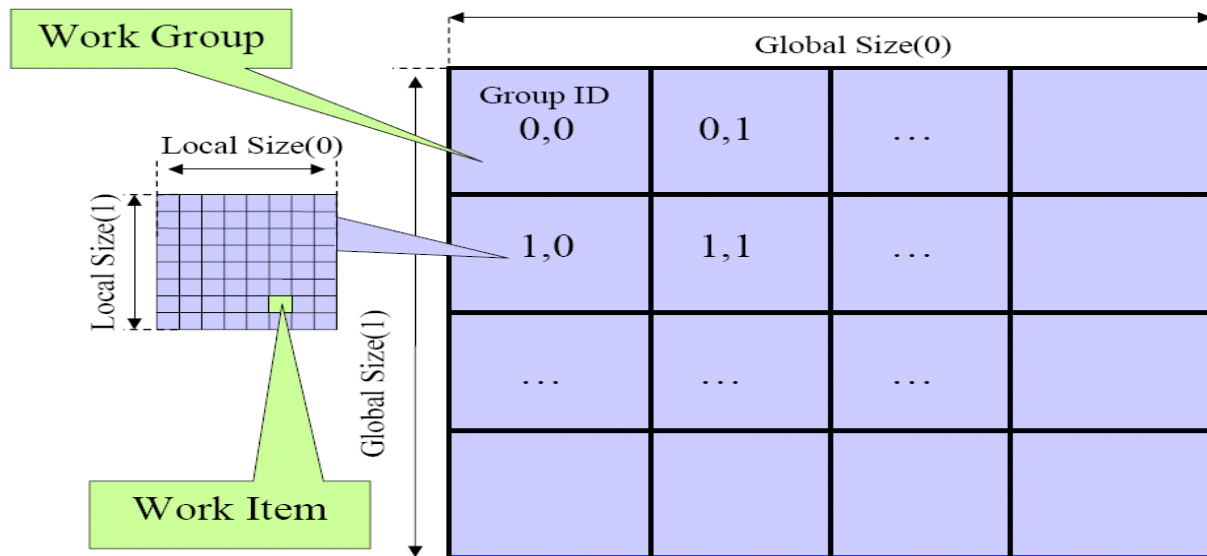 Work Group
Global Size(0)
Group ID
0,0
0,1
...
Local Size(0)
Local Size(1)
Global Size(1)
1,0
1,1
...
...
...
...
Work Item